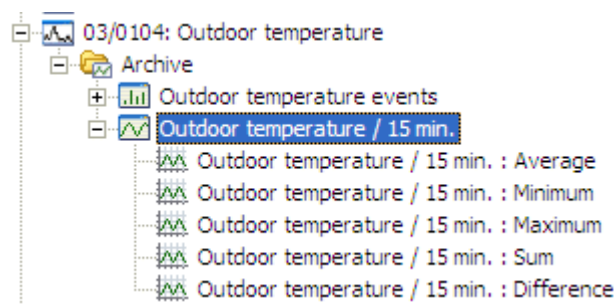 03/0104: Outdoor temperature
Archive
Outdoor temperature events
Outdoor temperature / 15 min.
Outdoor temperature / 15 min. : Average
Outdoor temperature / 15 min. : Minimum
Outdoor temperature / 15 min. : Maximum
Outdoor temperature / 15 min. : Sum
Outdoor temperature / 15 min. : Difference